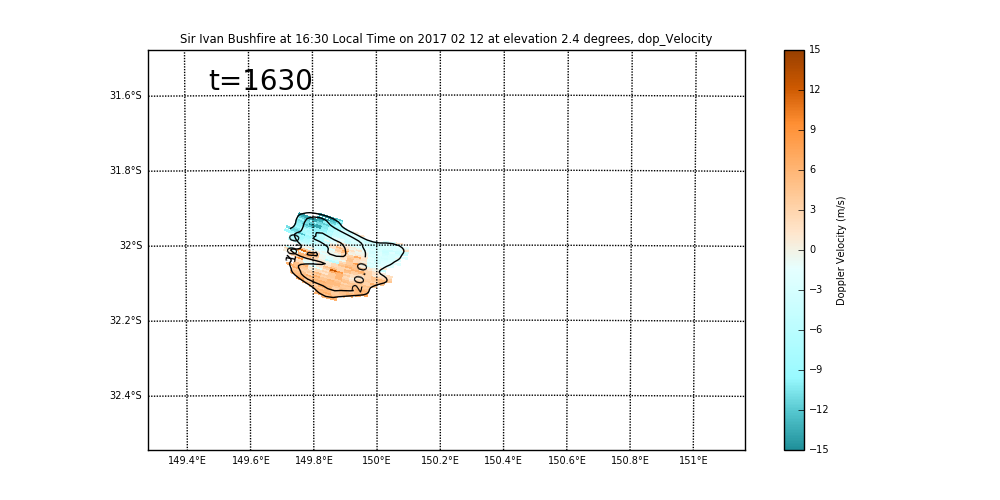 Sir Ivan Bushfire at 16:30 Local Time on 2017 02 12 at elevation 2.4 degrees, dop_Velocity
t=1630
31.6°S
31.8°S
32°S
32.2°S
32.4°S
149.4°E 149.6°E 149.8°E 150°E 150.2°E 150.4°E 150.6°E 150.8°E 151°E
20.0
15
12
9
6
3
0
−3
−6
−9
−12
−15
Doppler Velocity (m/s)